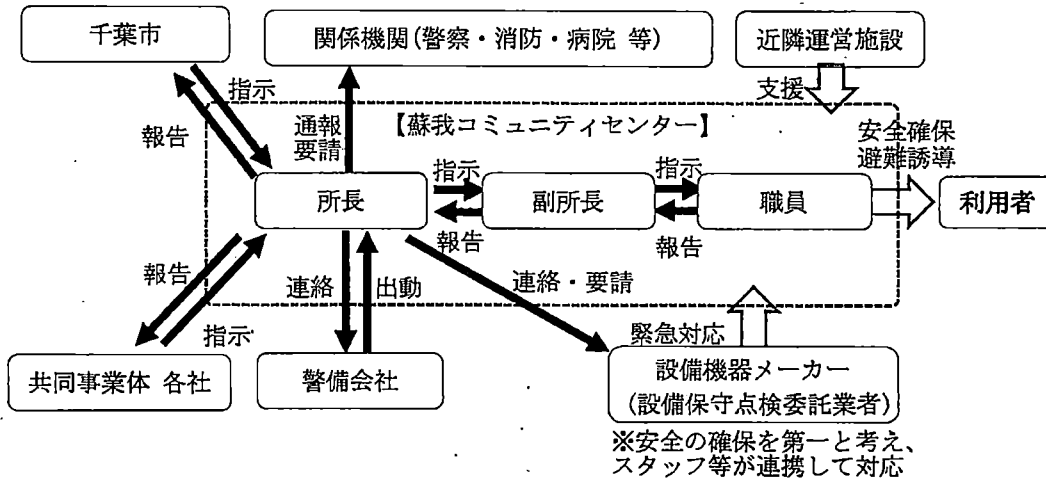 千葉市
関係機関(警察・消防・病院 等)
近隣運営施設
指示
報告
通報
要請
支援
【蘇我コミュニティセンター】
安全確保
避難誘導
所長
指示
報告
副所長
指示
報告
職員
利用者
報告
指示
連絡
出動
連絡・要請
緊急対応
共同事業体 各社
警備会社
設備機器メーカー
(設備保守点検委託業者)
※安全の確保を第一と考え、
スタッフ等が連携して対応